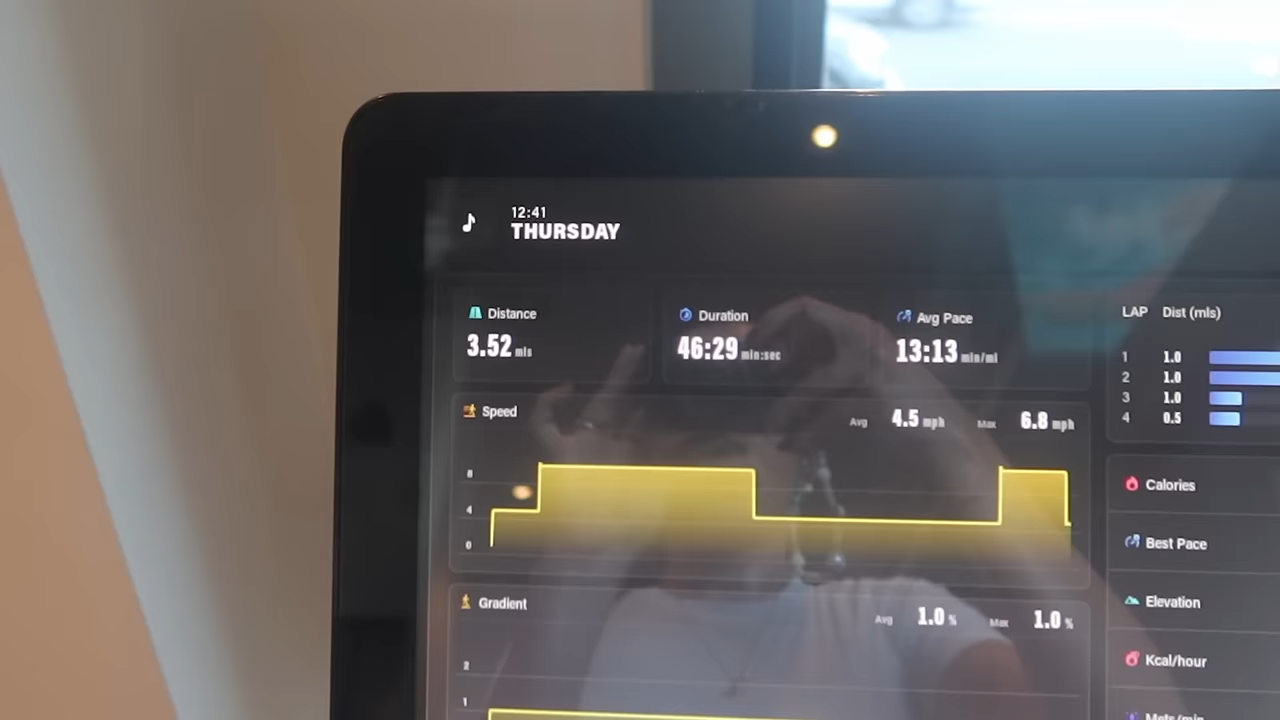 12:41
THURSDAY
Distance
3.52 mls
Duration
46:29 min:sec
Avg Pace
13:13 min/ml
LAP Dist (mls)
1 1.0
2 1.0
3 1.0
4 0.5
Speed
Avg 4.5 mph Max 6.8 mph
8
4
0
Gradient
Avg 1.0 % Max 1.0 %
2
1
Calories
Best Pace
Elevation
Kcal/hour
Mets/min